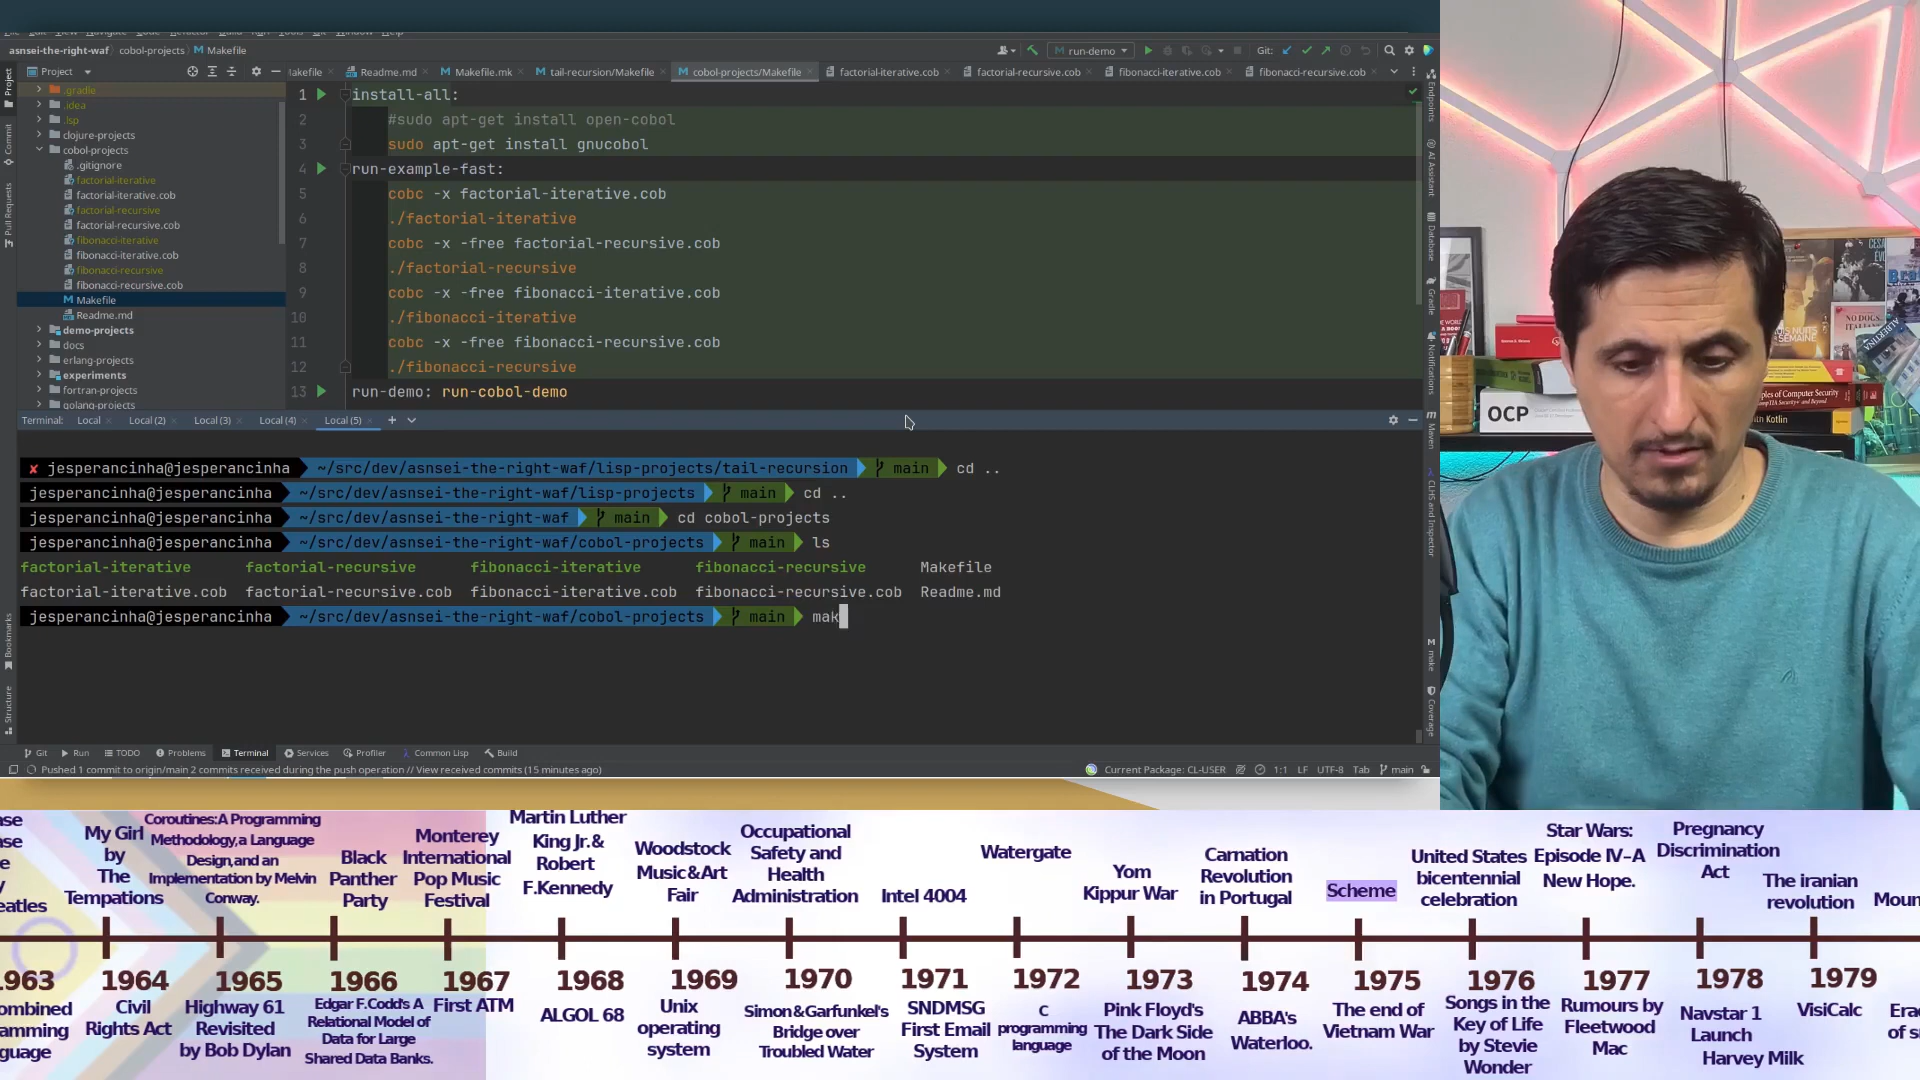 asnsei-the-right-waf
cobol-projects
Makefile
run-demo
Git:
Project
Makefile
Readme.md
Makefile.mk
tail-recursion/Makefile
cobol-projects/Makefile
factorial-iterative.cob
factorial-recursive.cob
fibonacci-iterative.cob
fibonacci-recursive.cob
.gradle
.idea
.lsp
clojure-projects
cobol-projects
.gitignore
factorial-iterative
factorial-iterative.cob
factorial-recursive
factorial-recursive.cob
fibonacci-iterative
fibonacci-iterative.cob
fibonacci-recursive
fibonacci-recursive.cob
Makefile
Readme.md
demo-projects
docs
erlang-projects
experiments
fortran-projects
golang-projects
1 install-all:
2 #sudo apt-get install open-cobol
3 sudo apt-get install gnucobol
4 run-example-fast:
5 cobc -x factorial-iterative.cob
6 ./factorial-iterative
7 cobc -x -free factorial-recursive.cob
8 ./factorial-recursive
9 cobc -x -free fibonacci-iterative.cob
10 ./fibonacci-iterative
11 cobc -x -free fibonacci-recursive.cob
12 ./fibonacci-recursive
13 run-demo: run-cobol-demo
Project
Commit
Pull Requests
Bookmarks
Structure
Endpoints
AI Assistant
Database
Gradle
Notifications
Maven
CLHS and Inspector
make
Coverage
Terminal: Local Local (2) Local (3) Local (4) Local (5)
✘ jesperancinha@jesperancinha ~/src/dev/asnsei-the-right-waf/lisp-projects/tail-recursion main cd ..
jesperancinha@jesperancinha ~/src/dev/asnsei-the-right-waf/lisp-projects main cd ..
jesperancinha@jesperancinha ~/src/dev/asnsei-the-right-waf main cd cobol-projects
jesperancinha@jesperancinha ~/src/dev/asnsei-the-right-waf/cobol-projects main ls
factorial-iterative factorial-recursive fibonacci-iterative fibonacci-recursive Makefile
factorial-iterative.cob factorial-recursive.cob fibonacci-iterative.cob fibonacci-recursive.cob Readme.md
jesperancinha@jesperancinha ~/src/dev/asnsei-the-right-waf/cobol-projects main mak
Git Run TODO Problems Terminal Services Profiler Common Lisp Build
Pushed 1 commit to origin/main 2 commits received during the push operation // View received commits (15 minutes ago)
Current Package: CL-USER 1:1 LF UTF-8 Tab main
OCP
My Girl
by
The
Temptations
Coroutines:A Programming
Methodology,a Language
Design,and an
Implementation by Melvin
Conway.
Black
Panther
Party
Monterey
International
Pop Music
Festival
Martin Luther
King Jr.&
Robert
F.Kennedy
Woodstock
Music&Art
Fair
Occupational
Safety and
Health
Administration
Intel 4004
Watergate
Yom
Kippur War
Carnation
Revolution
in Portugal
Scheme
United States
bicentennial
celebration
Star Wars:
Episode IV–A
New Hope.
Pregnancy
Discrimination
Act
The iranian
revolution
1963 1964 1965 1966 1967 1968 1969 1970 1971 1972 1973 1974 1975 1976 1977 1978 1979
Civil
Rights Act
Highway 61
Revisited
by Bob Dylan
Edgar F.Codd's A
Relational Model of
Data for Large
Shared Data Banks.
First ATM
ALGOL 68
Unix
operating
system
Simon&Garfunkel's
Bridge over
Troubled Water
SNDMSG
First Email
System
C
programming
language
Pink Floyd's
The Dark Side
of the Moon
ABBA's
Waterloo.
The end of
Vietnam War
Songs in the
Key of Life
by Stevie
Wonder
Rumours by
Fleetwood
Mac
Navstar 1
Launch
Harvey Milk
VisiCalc